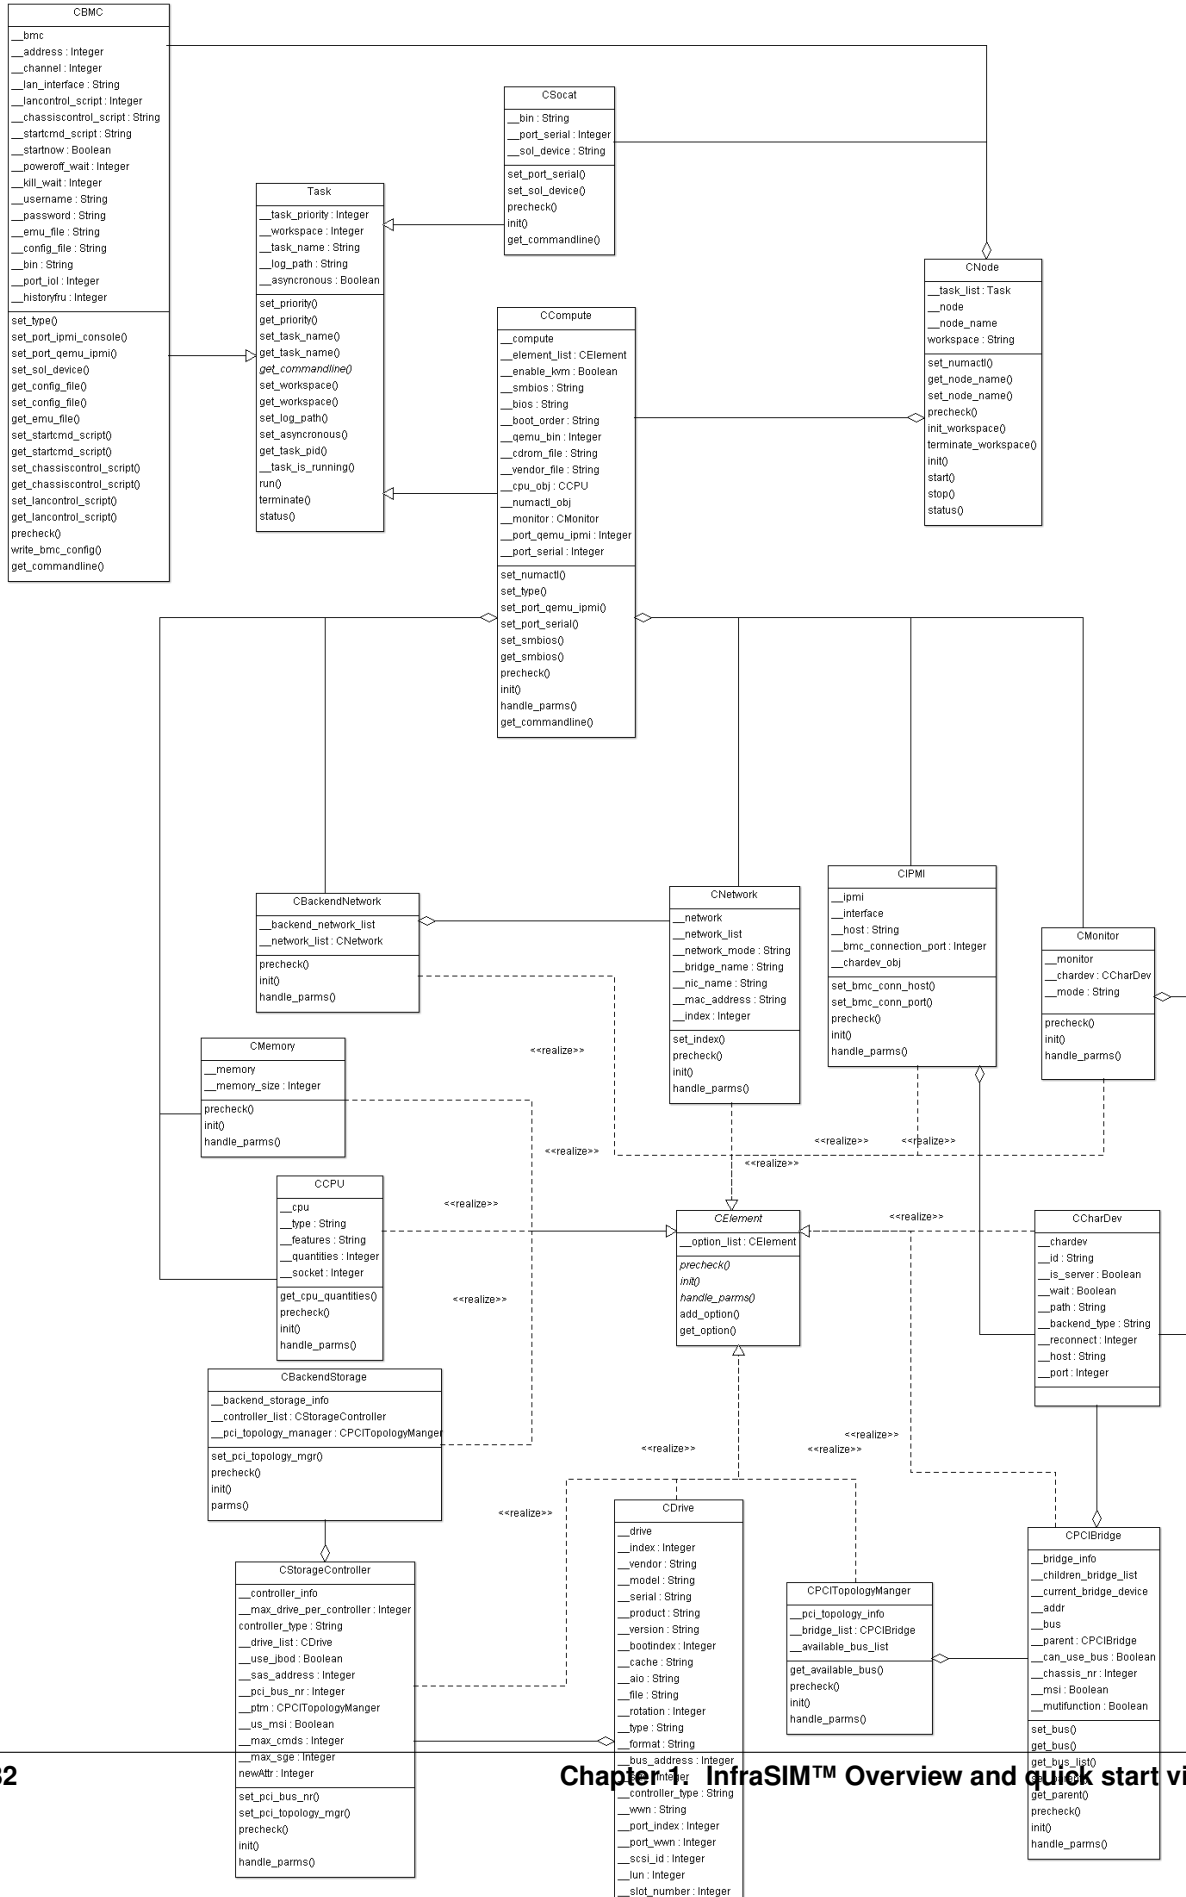 CBMC
__bmc
__address : Integer
__channel : Integer
__lan_interface : String
__lancontrol_script : Integer
__chassiscontrol_script : String
__startcmd_script : String
__startnow : Boolean
__poweroff_wait : Integer
__kill_wait : Integer
__username : String
__password : String
__emu_file : String
__config_file : String
__bin : String
__port_iol : Integer
__historyfru : Integer
set_type()
set_port_ipmi_console()
set_port_qemu_ipmi()
set_sol_device()
get_config_file()
set_config_file()
get_emu_file()
set_startcmd_script()
get_startcmd_script()
set_chassiscontrol_script()
get_chassiscontrol_script()
set_lancontrol_script()
get_lancontrol_script()
precheck()
write_bmc_config()
get_commandline()
CSocat
__bin : String
__port_serial : Integer
__sol_device : String
set_port_serial()
set_sol_device()
precheck()
init()
get_commandline()
Task
__task_priority : Integer
__workspace : Integer
__task_name : String
__log_path : String
__asyncronous : Boolean
set_priority()
get_priority()
set_task_name()
get_task_name()
get_commandline()
set_workspace()
get_workspace()
set_log_path()
set_asyncronous()
get_task_pid()
__task_is_running()
run()
terminate()
status()
CNode
__task_list : Task
__node
__node_name
workspace : String
set_numactl()
get_node_name()
set_node_name()
precheck()
init_workspace()
terminate_workspace()
init()
start()
stop()
status()
CCompute
__compute
__element_list : CElement
__enable_kvm : Boolean
__smbios : String
__bios : String
__boot_order : String
__qemu_bin : Integer
__cdrom_file : String
__vendor_file : String
__cpu_obj : CCPU
__numactl_obj
__monitor : CMonitor
__port_qemu_ipmi : Integer
__port_serial : Integer
set_numactl()
set_type()
set_port_qemu_ipmi()
set_port_serial()
set_smbios()
get_smbios()
precheck()
init()
handle_parms()
get_commandline()
CBackendNetwork
__backend_network_list
__network_list : CNetwork
precheck()
init()
handle_parms()
CNetwork
__network
__network_list
__network_mode : String
__bridge_name : String
__nic_name : String
__mac_address : String
__index : Integer
set_index()
precheck()
init()
handle_parms()
CIPMI
__ipmi
__interface
__host : String
__bmc_connection_port : Integer
__chardev_obj
set_bmc_conn_host()
set_bmc_conn_port()
precheck()
init()
handle_parms()
CMonitor
__monitor
__chardev : CCharDev
__mode : String
precheck()
init()
handle_parms()
CMemory
__memory
__memory_size : Integer
precheck()
init()
handle_parms()
<<realize>>
<<realize>>
<<realize>>
<<realize>>
<<realize>>
CCPU
__cpu
__type : String
__features : String
__quantities : Integer
__socket : Integer
get_cpu_quantities()
precheck()
init()
handle_parms()
<<realize>>
<<realize>>
<<realize>>
CElement
__option_list : CElement
precheck()
init()
handle_parms()
add_option()
get_option()
CCharDev
__chardev
__id : String
__is_server : Boolean
__wait : Boolean
__path : String
__backend_type : String
__reconnect : Integer
__host : String
__port : Integer
CBackendStorage
__backend_storage_info
__controller_list : CStorageController
__pci_topology_manager : CPCITopologyManger
set_pci_topology_mgr()
precheck()
init()
parms()
<<realize>>
<<realize>>
<<realize>>
<<realize>>
CStorageController
__controller_info
__max_drive_per_controller : Integer
controller_type : String
__drive_list : CDrive
__use_jbod : Boolean
__sas_address : Integer
__pci_bus_nr : Integer
__ptm : CPCITopologyManger
__us_msi : Boolean
__max_cmds : Integer
__max_sge : Integer
newAttr : Integer
set_pci_bus_nr()
set_pci_topology_mgr()
precheck()
init()
handle_parms()
CDrive
__drive
__index : Integer
__vendor : String
__model : String
__serial : String
__product : String
__version : String
__bootindex : Integer
__cache : String
__aio : String
__file : String
__rotation : Integer
__type : String
__format : String
__bus_address : Integer
__controller_type : String
__wwn : String
__port_index : Integer
__port_wwn : Integer
__scsi_id : Integer
__lun : Integer
__slot_number : Integer
CPCITopologyManger
__pci_topology_info
__bridge_list : CPCIBridge
__available_bus_list
get_available_bus()
precheck()
init()
handle_parms()
CPCIBridge
__bridge_info
__children_bridge_list
__current_bridge_device
__addr
__bus
__parent : CPCIBridge
__can_use_bus : Boolean
__chassis_nr : Integer
__msi : Boolean
__mutifunction : Boolean
set_bus()
get_bus()
get_bus_list()
get_parent()
precheck()
init()
handle_parms()
32
Chapter 1. InfraSIM™ Overview and quick start vi